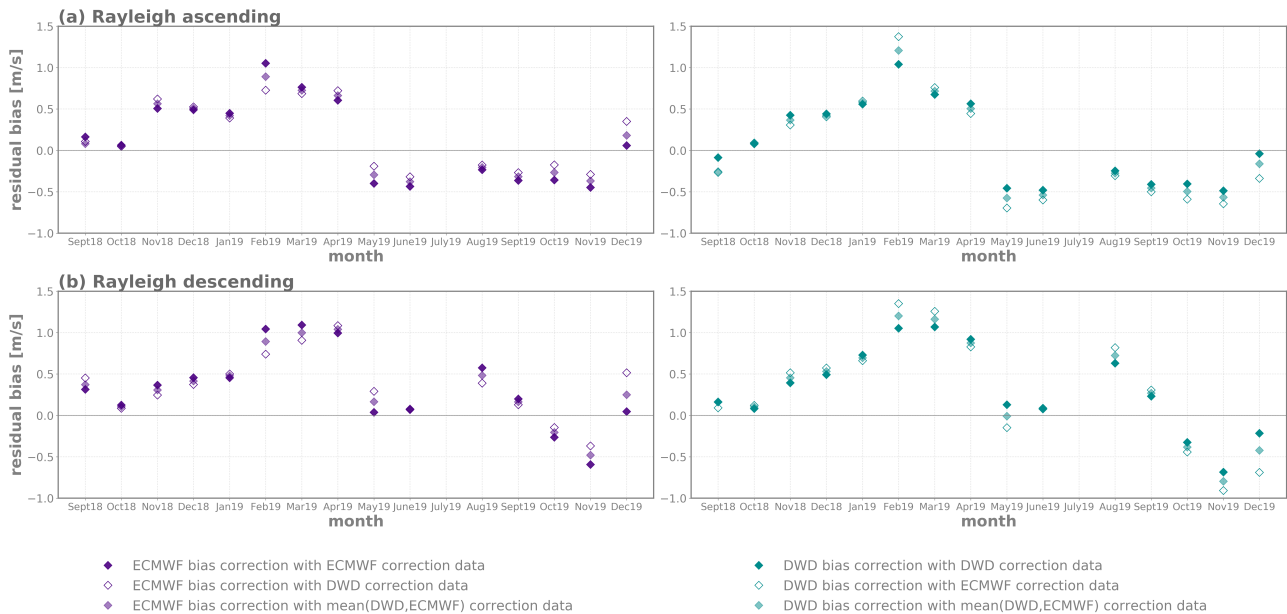 (a) Rayleigh ascending
residual bias [m/s]
1.5
1.0
0.5
0.0
−0.5
−1.0
Sept18 Oct18 Nov18 Dec18 Jan19 Feb19 Mar19 Apr19 May19 June19 July19 Aug19 Sept19 Oct19 Nov19 Dec19
month
1.5
1.0
0.5
0.0
−0.5
−1.0
Sept18 Oct18 Nov18 Dec18 Jan19 Feb19 Mar19 Apr19 May19 June19 July19 Aug19 Sept19 Oct19 Nov19 Dec19
month
(b) Rayleigh descending
residual bias [m/s]
1.5
1.0
0.5
0.0
−0.5
−1.0
Sept18 Oct18 Nov18 Dec18 Jan19 Feb19 Mar19 Apr19 May19 June19 July19 Aug19 Sept19 Oct19 Nov19 Dec19
month
1.5
1.0
0.5
0.0
−0.5
−1.0
Sept18 Oct18 Nov18 Dec18 Jan19 Feb19 Mar19 Apr19 May19 June19 July19 Aug19 Sept19 Oct19 Nov19 Dec19
month
ECMWF bias correction with ECMWF correction data
ECMWF bias correction with DWD correction data
ECMWF bias correction with mean(DWD,ECMWF) correction data
DWD bias correction with DWD correction data
DWD bias correction with ECMWF correction data
DWD bias correction with mean(DWD,ECMWF) correction data